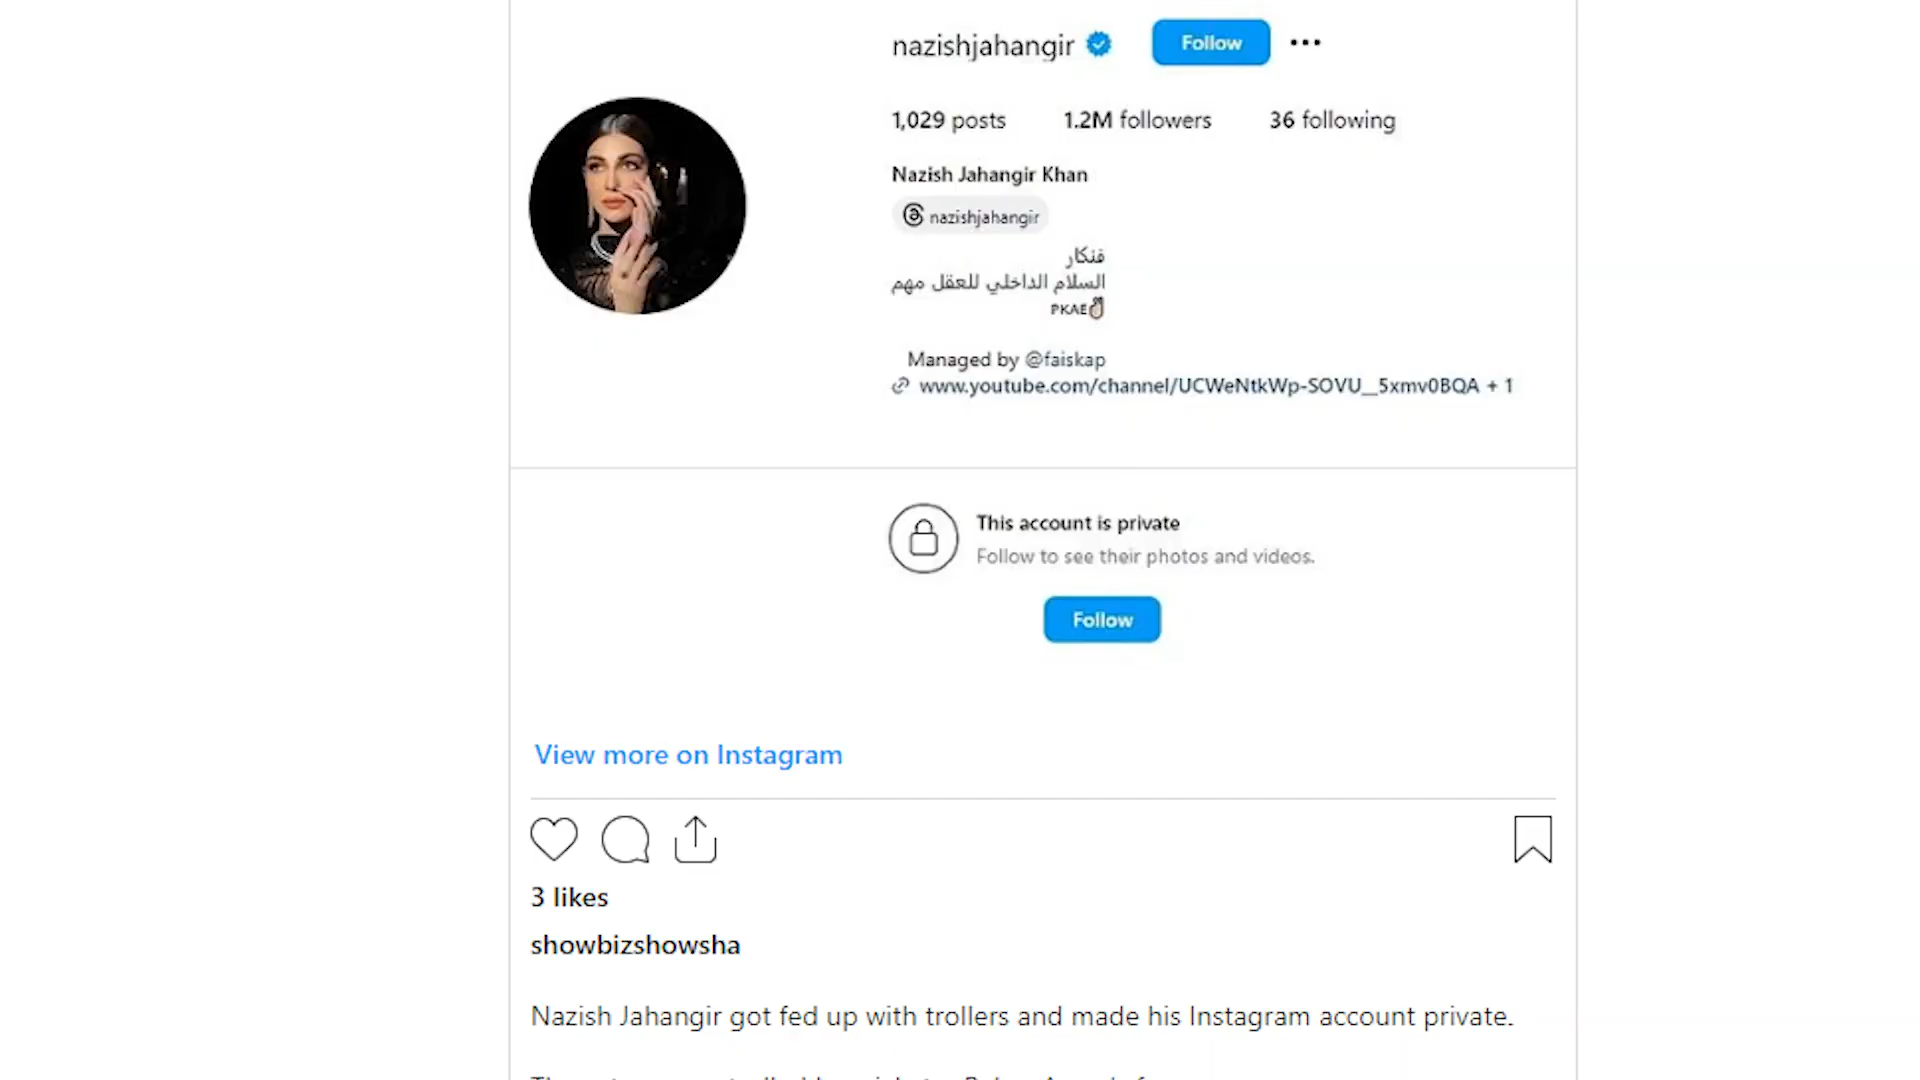 nazishjahangir
Follow
1,029 posts 1.2M followers 36 following
Nazish Jahangir Khan
nazishjahangir
فنكار
السلام الداخلي للعقل مهم
PKAE
Managed by @faiskap
www.youtube.com/channel/UCWeNtkWp-SOVU__5xmv0BQA + 1
This account is private
Follow to see their photos and videos.
Follow
View more on Instagram
3 likes
showbizshowsha
Nazish Jahangir got fed up with trollers and made his Instagram account private.